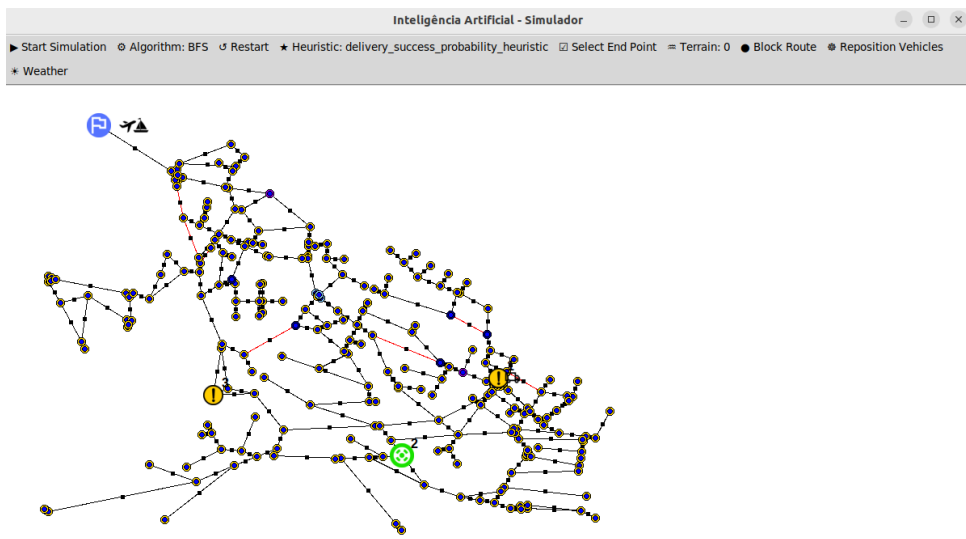 Inteligência Artificial - Simulador
▶ Start Simulation ⚙ Algorithm: BFS ↺ Restart ★ Heuristic: delivery_success_probability_heuristic ☑ Select End Point ≈ Terrain: 0 ● Block Route ☸ Reposition Vehicles
☀ Weather
3
2